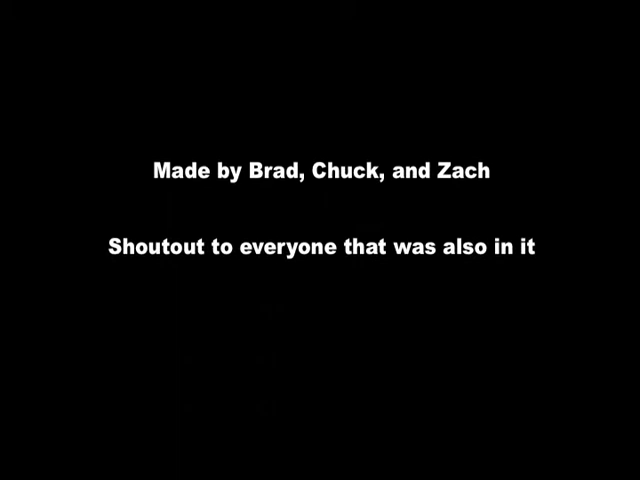 Made by Brad, Chuck, and Zach
Shoutout to everyone that was also in it